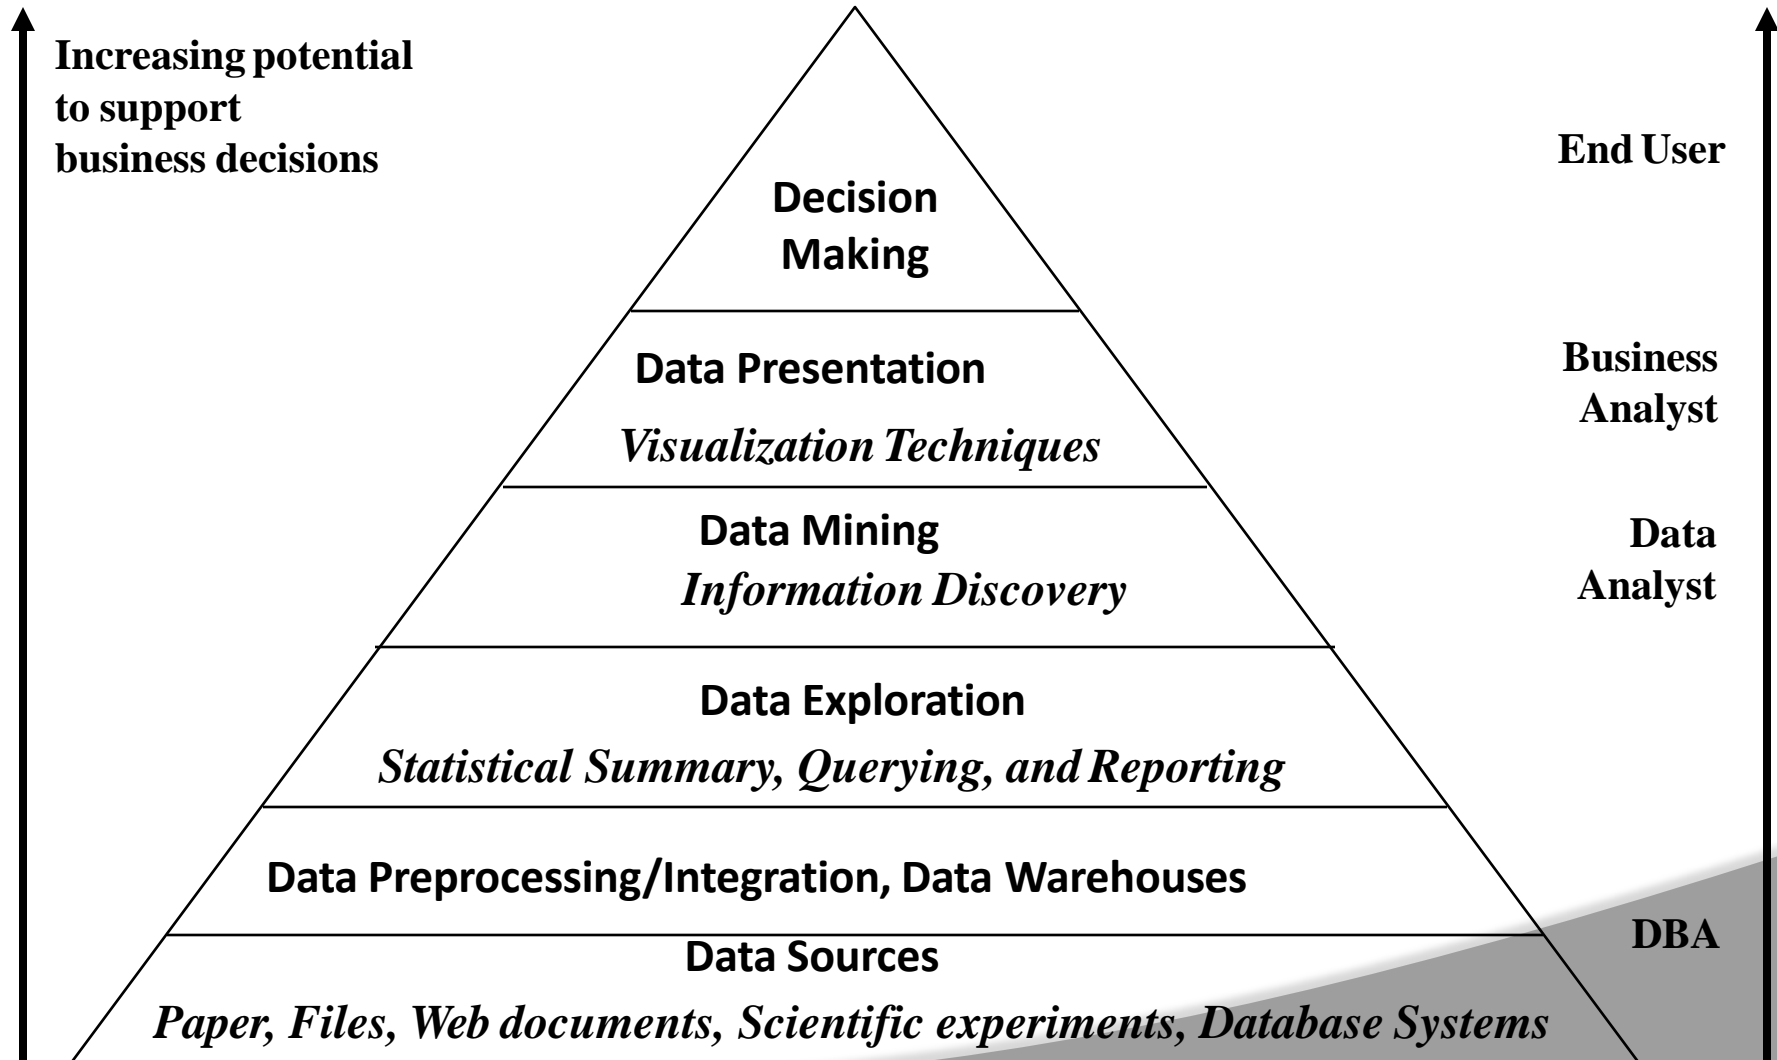 Increasing potential
to support
business decisions
End User
Decision
Making
Business
Analyst
Data Presentation
Visualization Techniques
Data Mining
Information Discovery
Data
Analyst
Data Exploration
Statistical Summary, Querying, and Reporting
Data Preprocessing/Integration, Data Warehouses
DBA
Data Sources
Paper, Files, Web documents, Scientific experiments, Database Systems